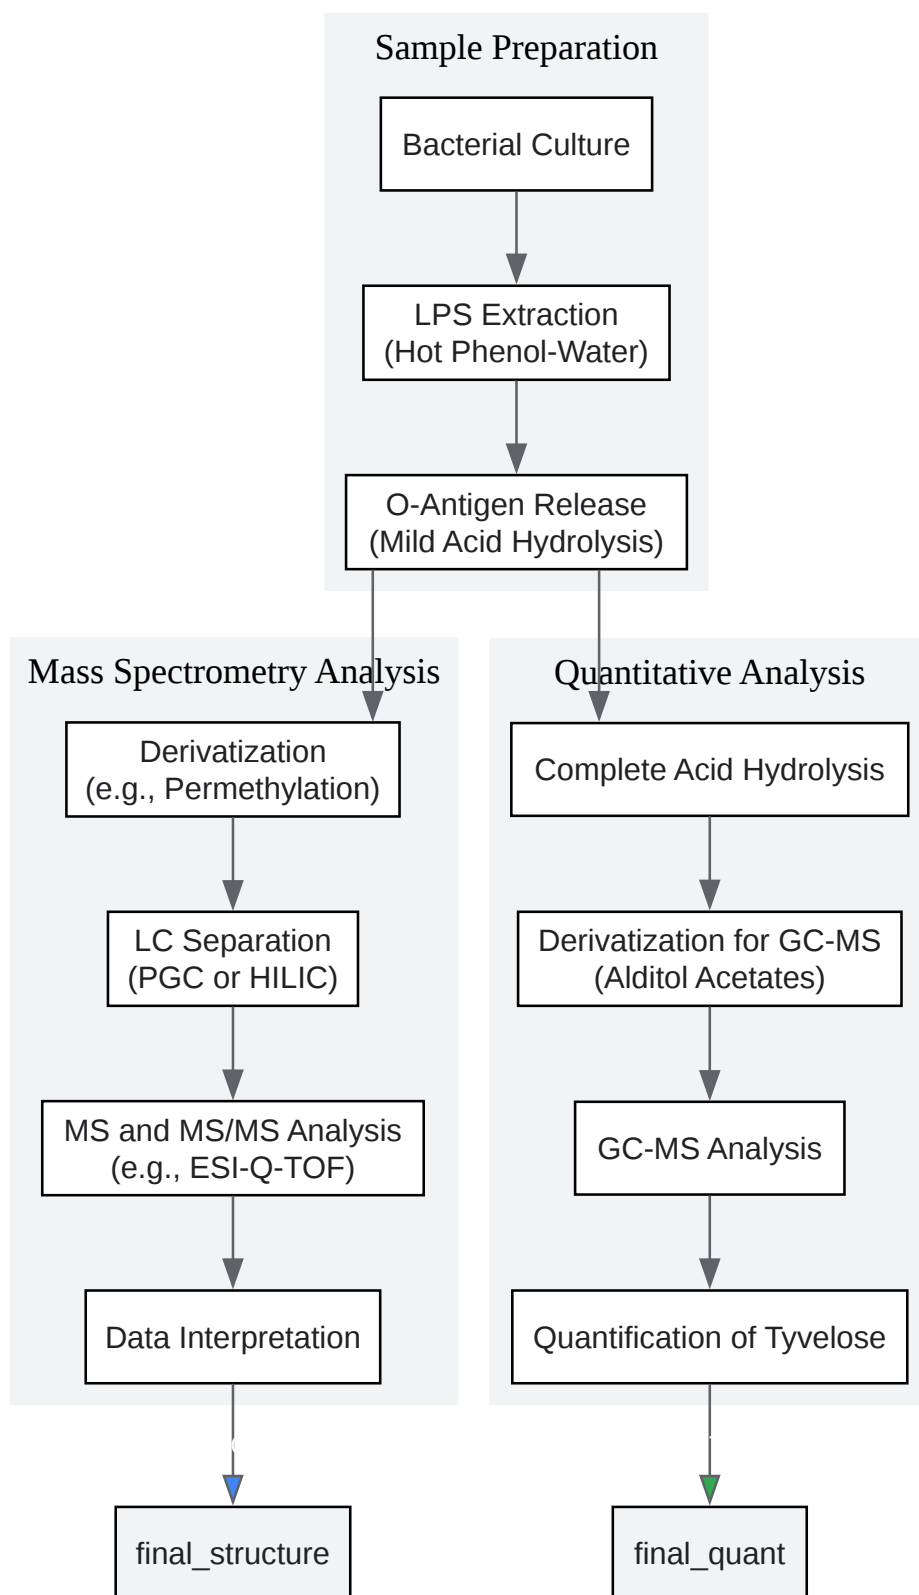 Sample Preparation
Bacterial Culture
LPS Extraction
(Hot Phenol-Water)
O-Antigen Release
(Mild Acid Hydrolysis)
Mass Spectrometry Analysis
Derivatization
(e.g., Permethylation)
LC Separation
(PGC or HILIC)
MS and MS/MS Analysis
(e.g., ESI-Q-TOF)
Data Interpretation
final_structure
Quantitative Analysis
Complete Acid Hydrolysis
Derivatization for GC-MS
(Alditol Acetates)
GC-MS Analysis
Quantification of Tyvelose
final_quant